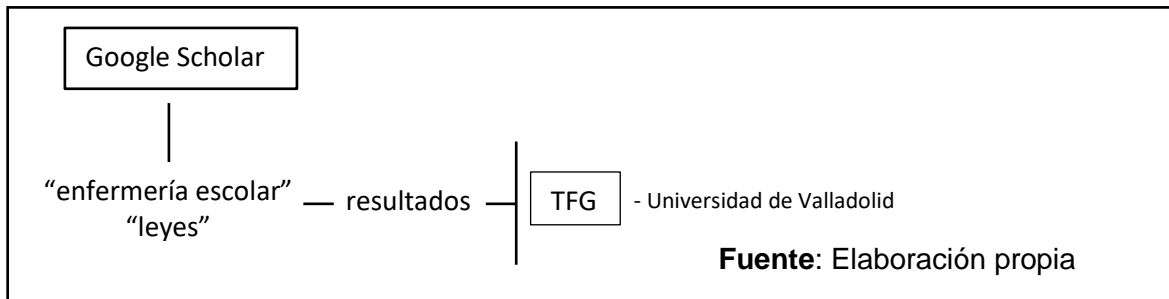 Google Scholar
“enfermería escolar”
“leyes”
resultados
TFG
- Universidad de Valladolid
Fuente: Elaboración propia